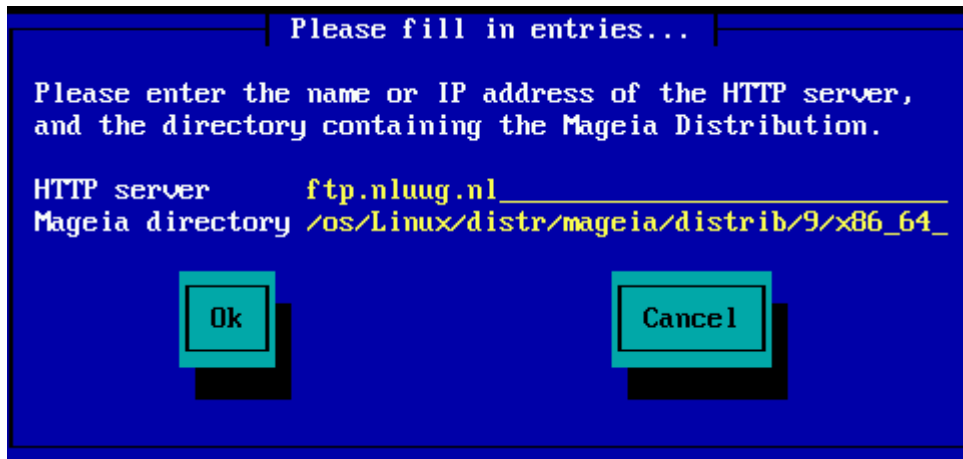 Please fill in entries...
Please enter the name or IP address of the HTTP server,
and the directory containing the Mageia Distribution.
HTTP server ftp.nluug.nl
Mageia directory /os/Linux/distr/mageia/distrib/9/x86_64
Ok Cancel